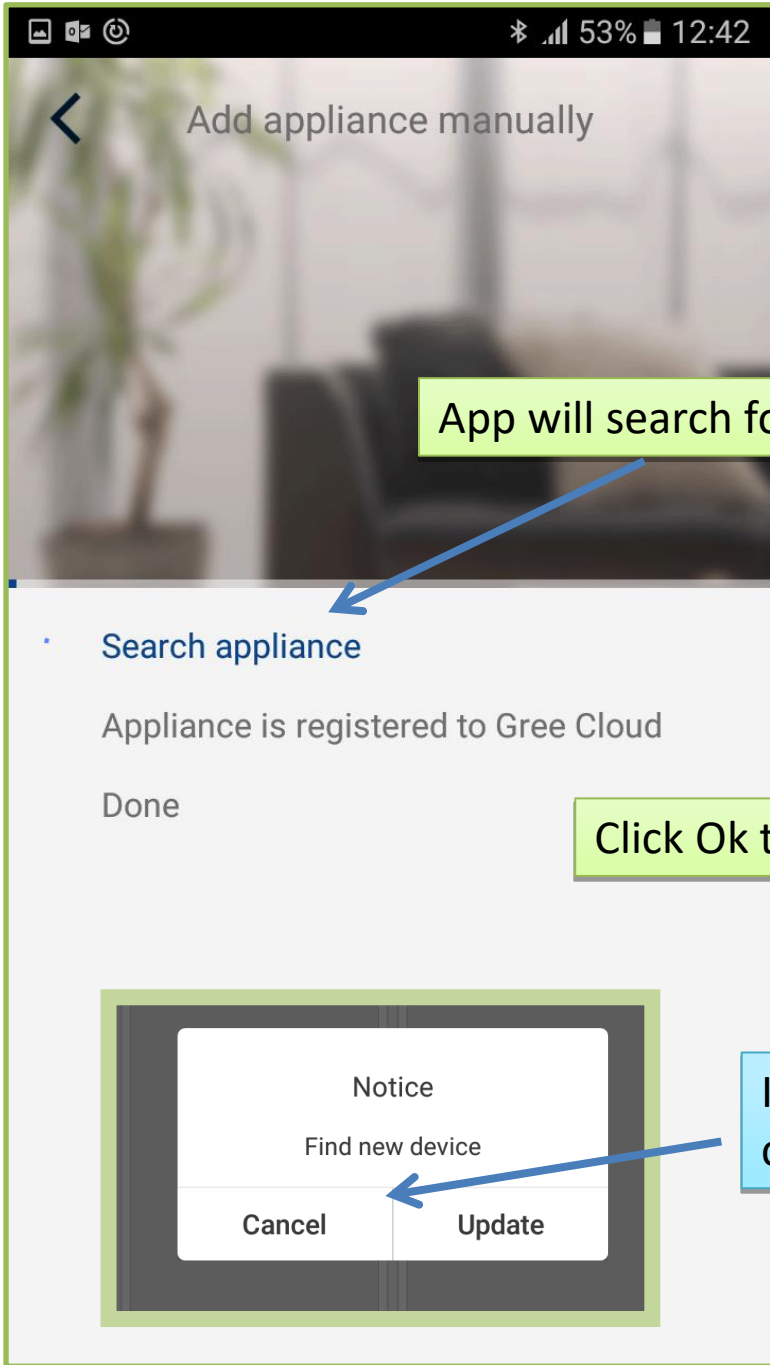 53% 12:42
Add appliance manually
App will search fo
Search appliance
Appliance is registered to Gree Cloud
Done
Click Ok t
Notice
Find new device
Cancel Update